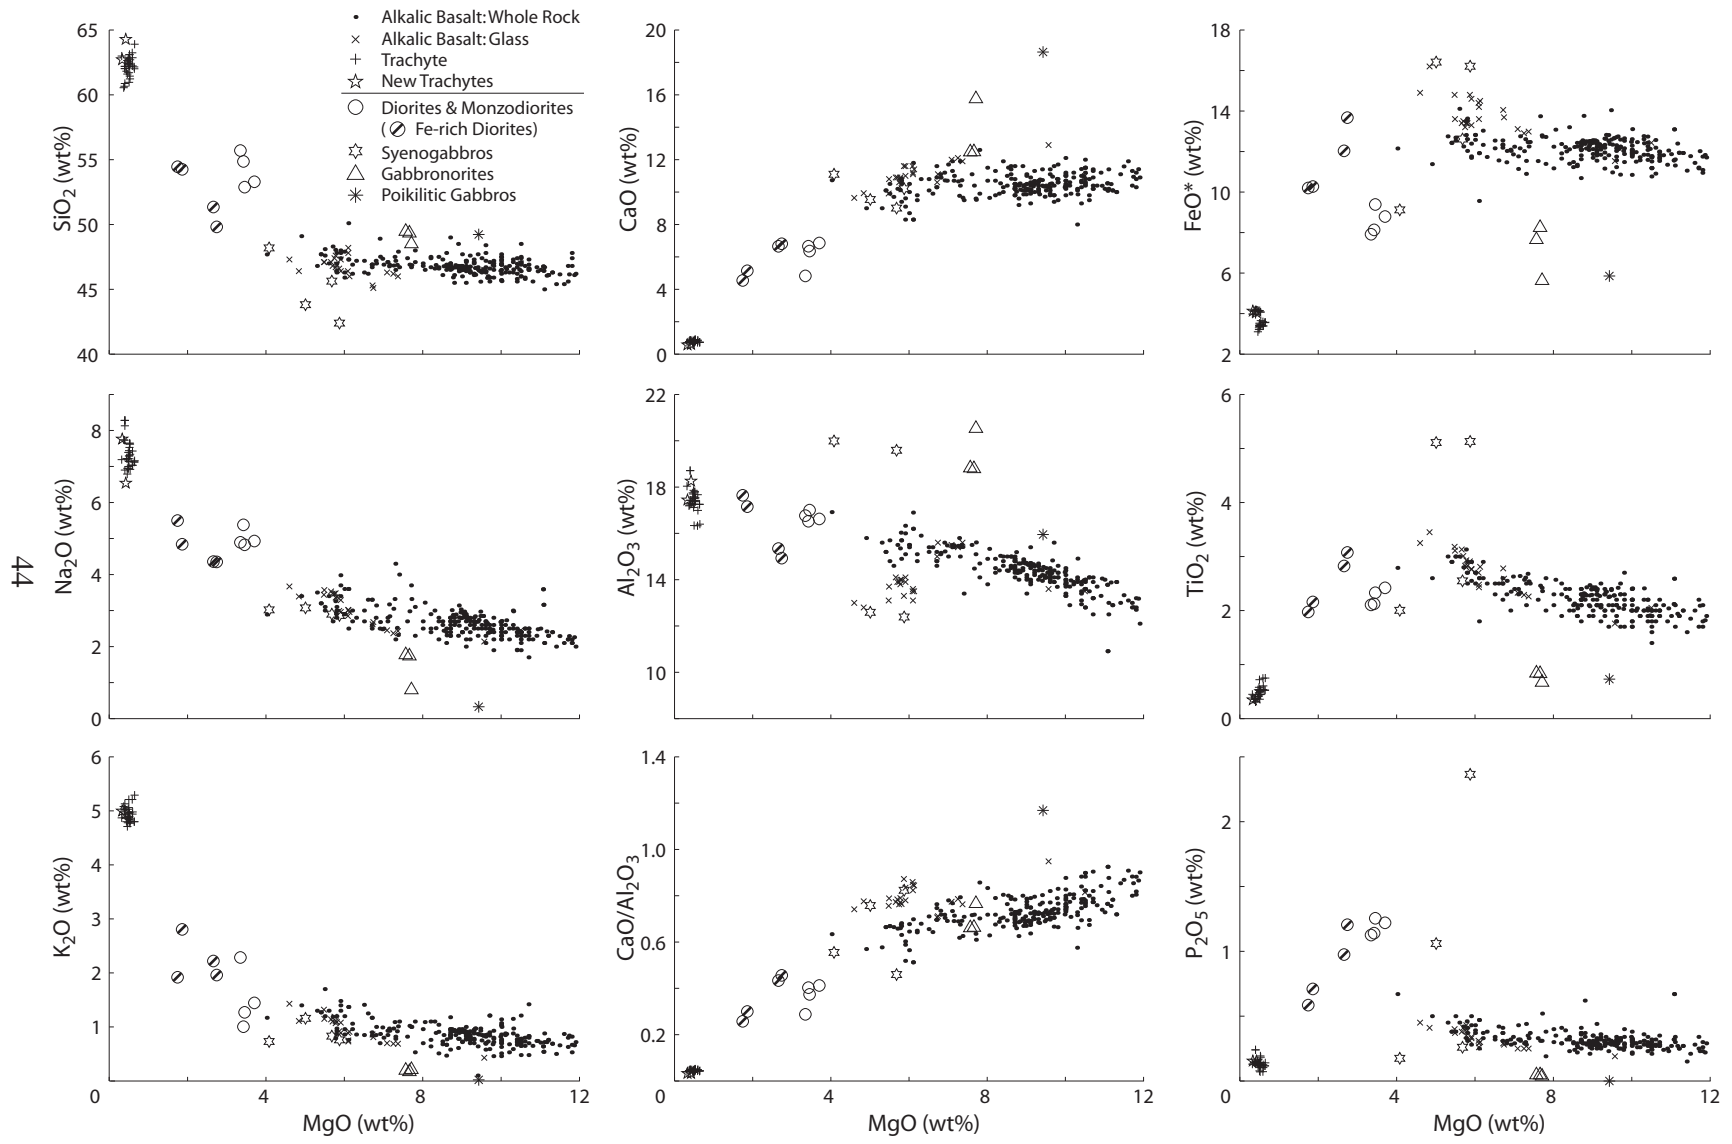 Alkalic Basalt: Whole Rock
Alkalic Basalt: Glass
Trachyte
New Trachytes
Diorites & Monzodiorites
( Fe-rich Diorites)
Syenogabbros
Gabbronorites
Poikilitic Gabbros
65
60
55
50
45
40
SiO2 (wt%)
20
16
12
8
4
0
CaO (wt%)
18
14
10
6
2
FeO* (wt%)
8
6
4
2
0
Na2O (wt%)
22
18
14
10
Al2O3 (wt%)
6
4
2
0
TiO2 (wt%)
6
5
4
3
2
1
K2O (wt%)
0 4 8 12
MgO (wt%)
1.4
1.0
0.6
0.2
CaO/Al2O3
0 4 8 12
MgO (wt%)
2
1
P2O5 (wt%)
0 4 8 12
MgO (wt%)
44